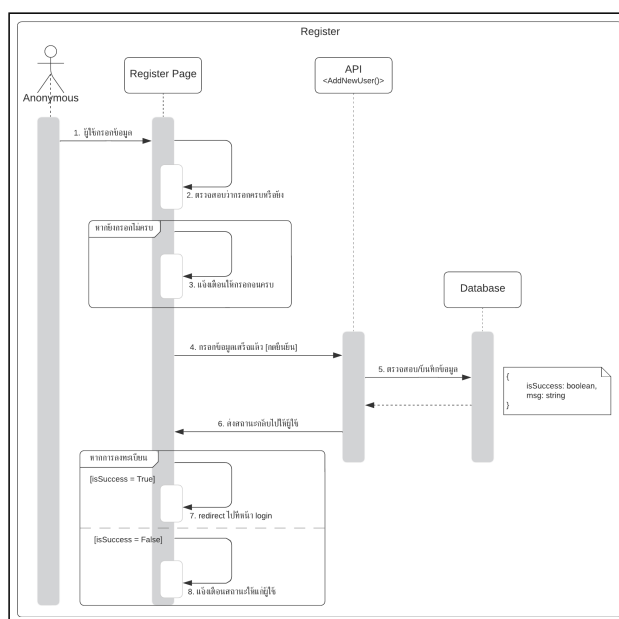 Register
Anonymous
Register Page
API
<AddNewUser()>
1. ผู้ใช้กรอกข้อมูล
2. ตรวจสอบว่ากรอกครบหรือยัง
หากยังกรอกไม่ครบ
3. แจ้งเตือนให้กรอกจนครบ
Database
4. กรอกข้อมูลเสร็จแล้ว [กดยืนยัน]
5. ตรวจสอบ/บันทึกข้อมูล
{
isSuccess: boolean,
msg: string
}
6. ส่งสถานะกลับไปให้ผู้ใช้
หากการลงทะเบียน
[isSuccess = True]
7. redirect ไปที่หน้า login
[isSuccess = False]
8. แจ้งเตือนสถานะให้แก่ผู้ใช้